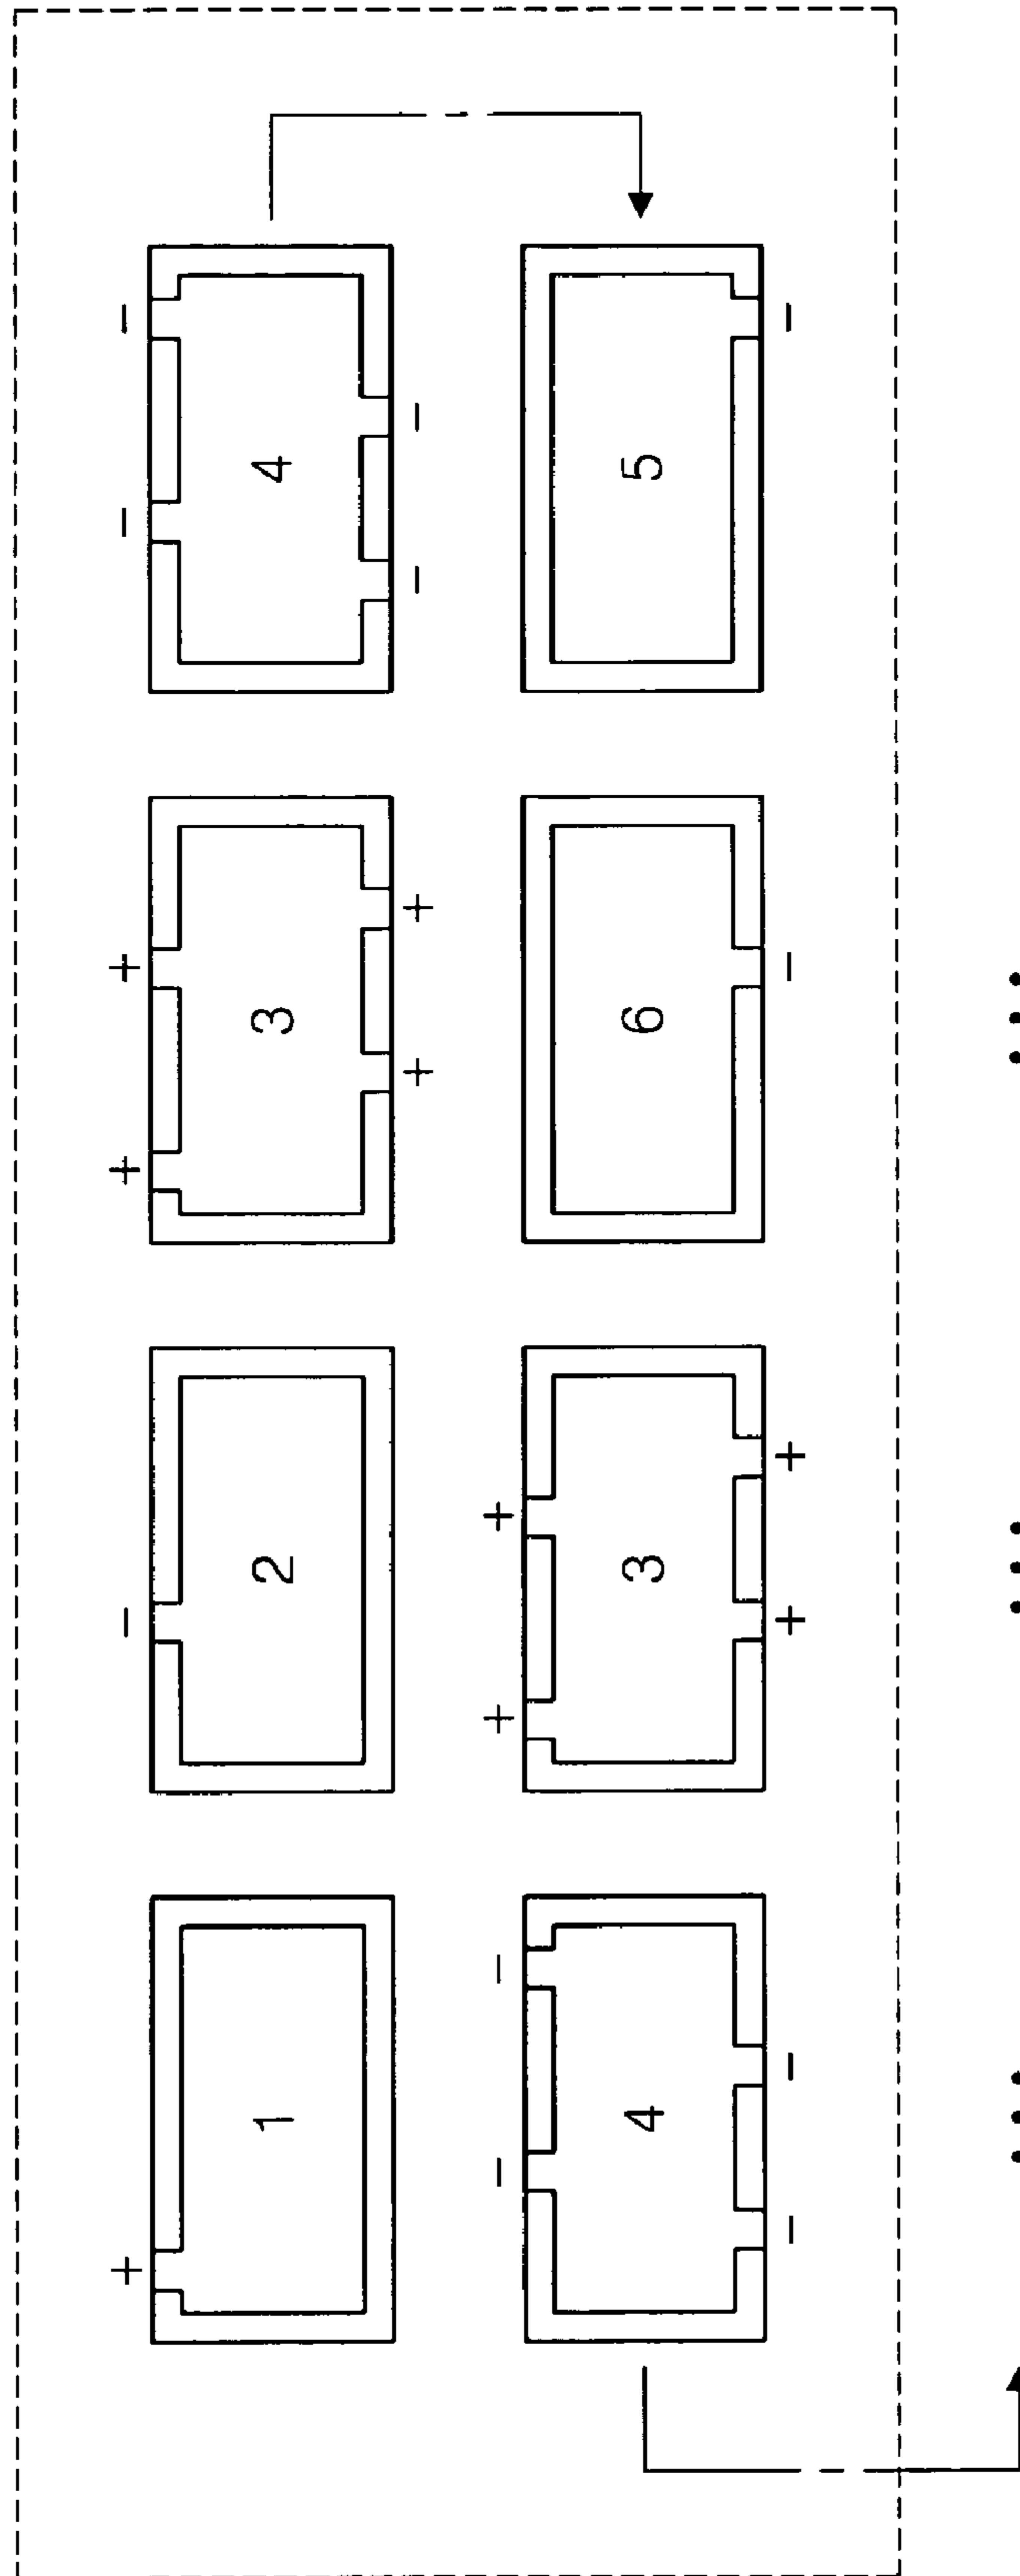 + - + + - -
1 2 3 4
+ + - -
- - + +
4 3 6 5
- - + + - -